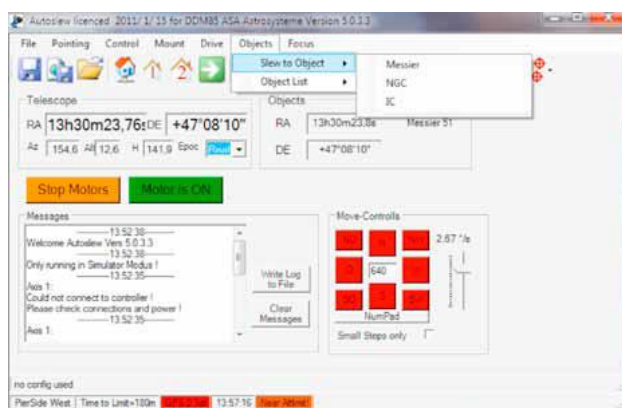 Autoslew licenced 2011/ 1/ 15 for DDM85 ASA Astrosysteme Version 5.0.3.3
File Pointing Control Mount Drive Objects Focus
Slew to Object
Object List
Messier
NGC
IC
Telescope
RA 13h30m23,76s DE +47°08'10"
Az 154,6 Alt 12,6 H 141,9 Epoc Real
Objects
RA 13h30m23,8s Messier 51
DE +47°08'10"
Stop Motors
Motor is ON
Messages
----------13:52:38----------
Welcome Autoslew Vers 5.0.3.3
----------13:52:38----------
Only running in Simulator Modus !
----------13:52:35----------
Axis 1:
Could not connect to controller !
Please check connections and power !
----------13:52:35----------
Axis 1:
Write Log
to File
Clear
Messages
Move-Controlls
2.67 °/s
640
NumPad
Small Steps only
no config used
PierSide West Time to Limit=180m 13:57:16